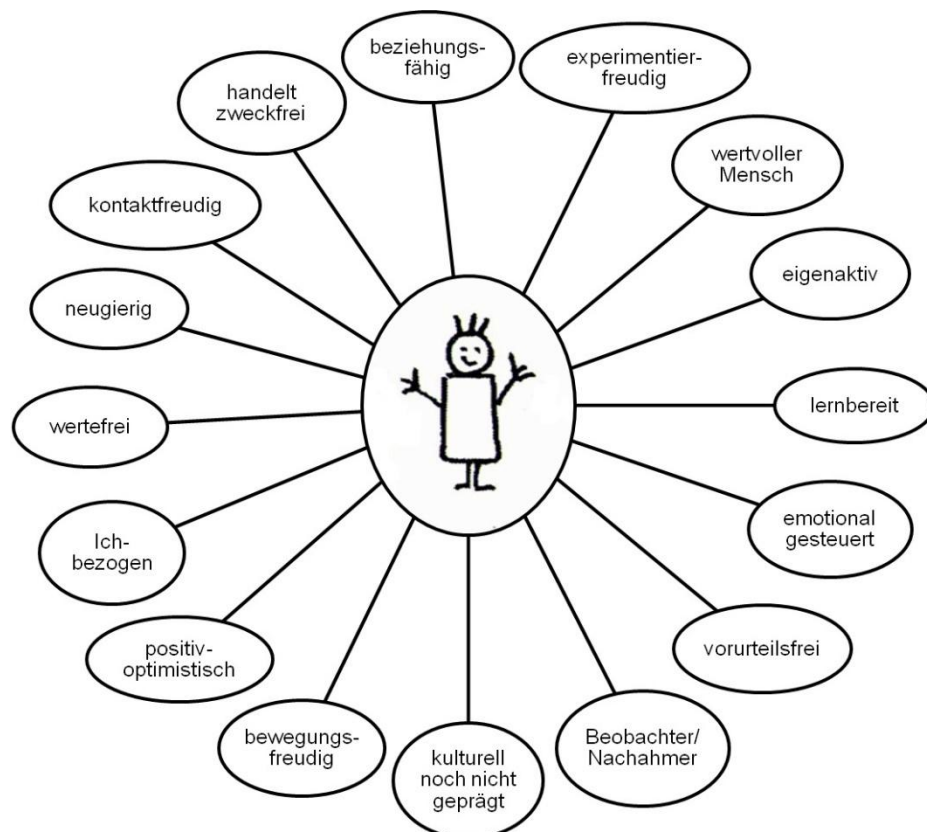 beziehungs-
fähig
experimentier-
freudig
handelt
zweckfrei
wertvoller
Mensch
kontaktfreudig
eigenaktiv
neugierig
lernbereit
wertefrei
emotional
gesteuert
Ich-
bezogen
vorurteilsfrei
positiv-
optimistisch
bewegungs-
freudig
kulturell
noch nicht
geprägt
Beobachter/
Nachahmer